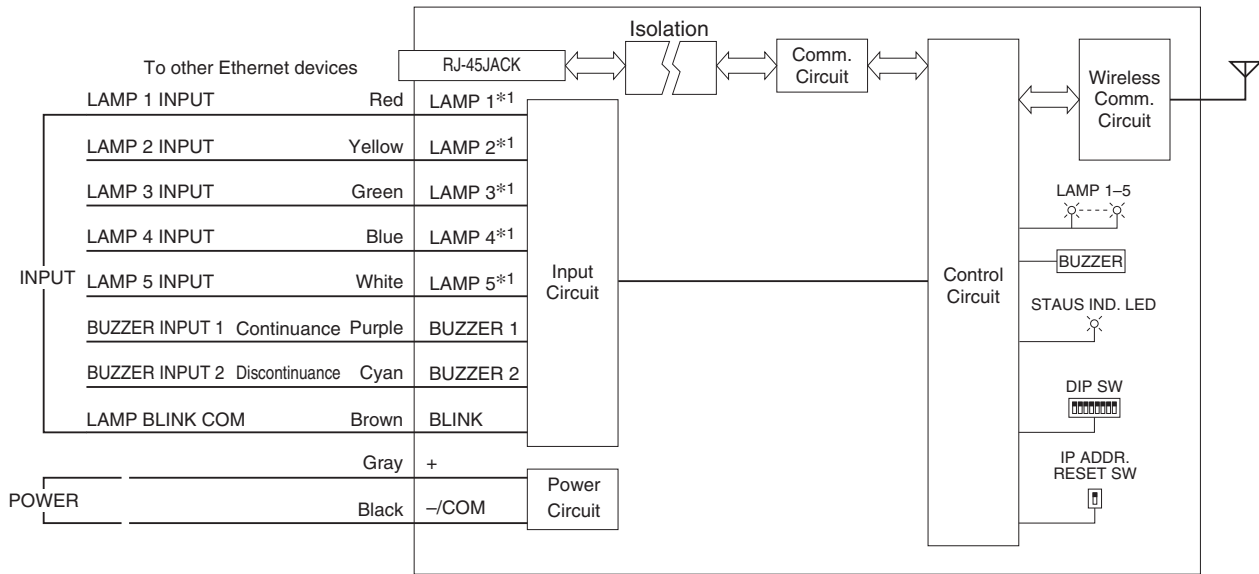 Isolation
To other Ethernet devices
RJ-45JACK
Comm.
Circuit
Wireless
Comm.
Circuit
LAMP 1 INPUT Red LAMP 1*1
LAMP 2 INPUT Yellow LAMP 2*1
LAMP 3 INPUT Green LAMP 3*1
LAMP 4 INPUT Blue LAMP 4*1
INPUT
LAMP 5 INPUT White LAMP 5*1
BUZZER INPUT 1 Continuance Purple BUZZER 1
BUZZER INPUT 2 Discontinuance Cyan BUZZER 2
LAMP BLINK COM Brown BLINK
Input
Circuit
Control
Circuit
LAMP 1–5
BUZZER
STAUS IND. LED
DIP SW
IP ADDR.
RESET SW
POWER
Gray +
Black –/COM
Power
Circuit